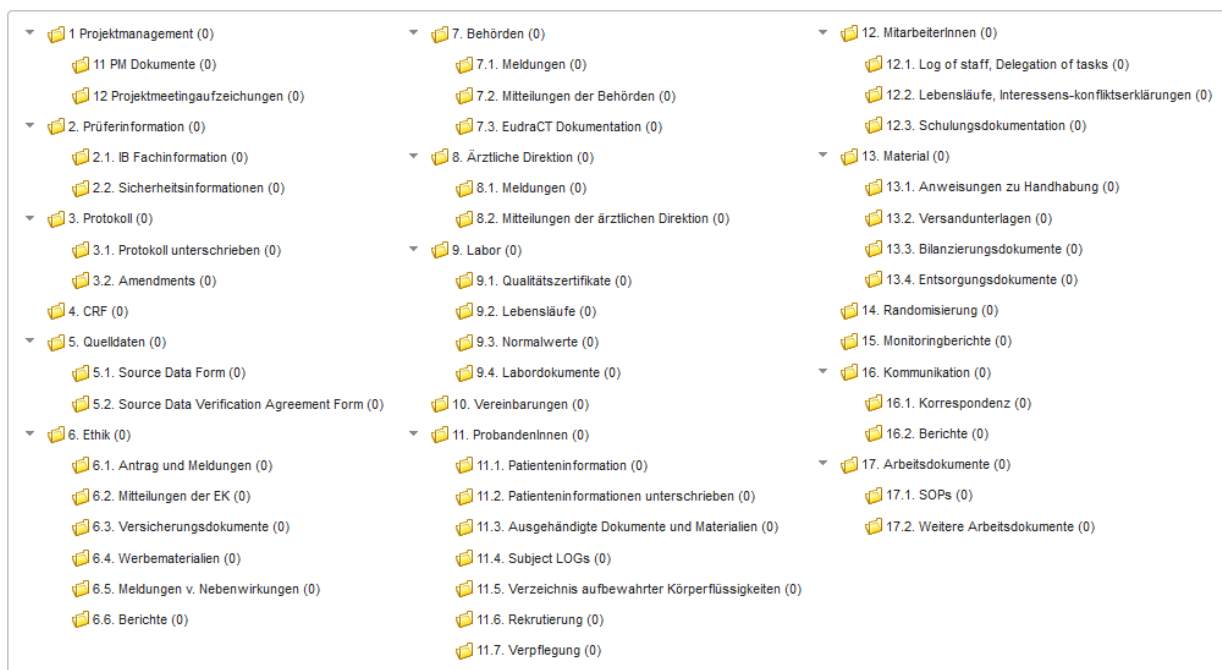 1 Projektmanagement (0)
11 PM Dokumente (0)
12 Projektmeetingaufzeichungen (0)
2. Prüferinformation (0)
2.1. IB Fachinformation (0)
2.2. Sicherheitsinformationen (0)
3. Protokoll (0)
3.1. Protokoll unterschrieben (0)
3.2. Amendments (0)
4. CRF (0)
5. Quelldaten (0)
5.1. Source Data Form (0)
5.2. Source Data Verification Agreement Form (0)
6. Ethik (0)
6.1. Antrag und Meldungen (0)
6.2. Mitteilungen der EK (0)
6.3. Versicherungsdokumente (0)
6.4. Werbematerialien (0)
6.5. Meldungen v. Nebenwirkungen (0)
6.6. Berichte (0)
7. Behörden (0)
7.1. Meldungen (0)
7.2. Mitteilungen der Behörden (0)
7.3. EudraCT Dokumentation (0)
8. Ärztliche Direktion (0)
8.1. Meldungen (0)
8.2. Mitteilungen der ärztlichen Direktion (0)
9. Labor (0)
9.1. Qualitätszertifikate (0)
9.2. Lebensläufe (0)
9.3. Normalwerte (0)
9.4. Labordokumente (0)
10. Vereinbarungen (0)
11. ProbandenInnen (0)
11.1. Patienteninformation (0)
11.2. Patienteninformationen unterschrieben (0)
11.3. Ausgehändigte Dokumente und Materialien (0)
11.4. Subject LOGs (0)
11.5. Verzeichnis aufbewahrter Körperflüssigkeiten (0)
11.6. Rekrutierung (0)
11.7. Verpflegung (0)
12. MitarbeiterInnen (0)
12.1. Log of staff, Delegation of tasks (0)
12.2. Lebensläufe, Interessens-konfliktserklärungen (0)
12.3. Schulungsdokumentation (0)
13. Material (0)
13.1. Anweisungen zu Handhabung (0)
13.2. Versandunterlagen (0)
13.3. Bilanzierungsdokumente (0)
13.4. Entsorgungsdokumente (0)
14. Randomisierung (0)
15. Monitoringberichte (0)
16. Kommunikation (0)
16.1. Korrespondenz (0)
16.2. Berichte (0)
17. Arbeitsdokumente (0)
17.1. SOPs (0)
17.2. Weitere Arbeitsdokumente (0)